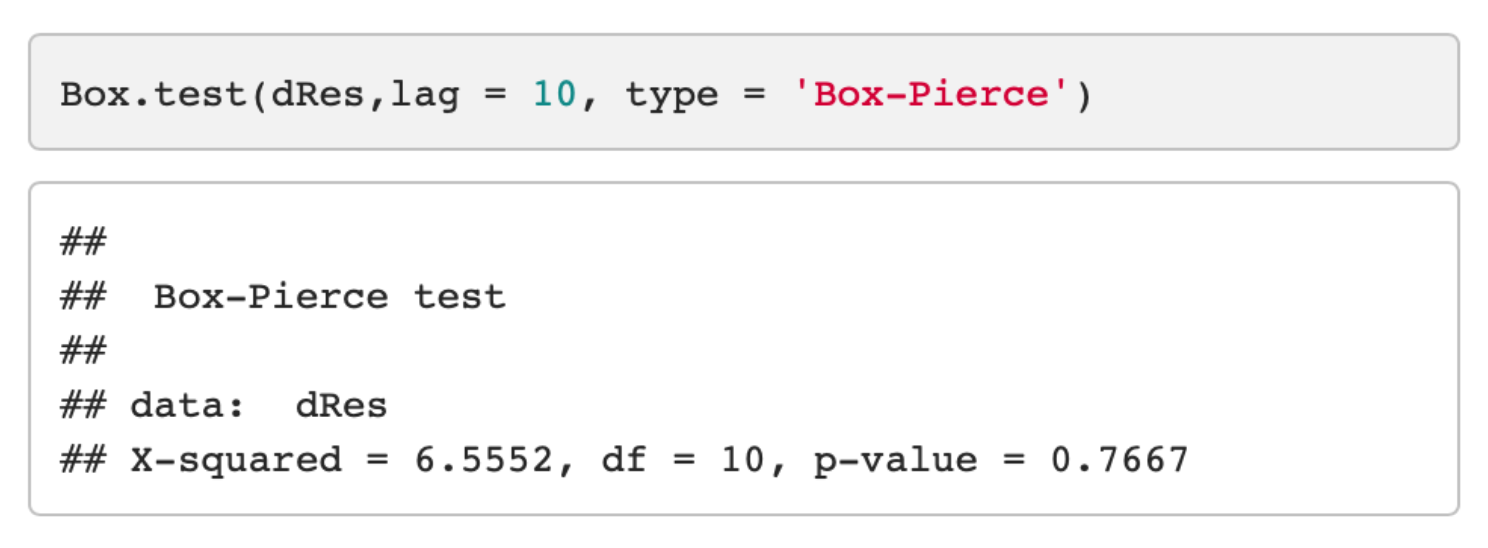 Box.test(dRes,lag = 10, type = 'Box-Pierce')
##
##  Box-Pierce test
##
## data:  dRes
## X-squared = 6.5552, df = 10, p-value = 0.7667